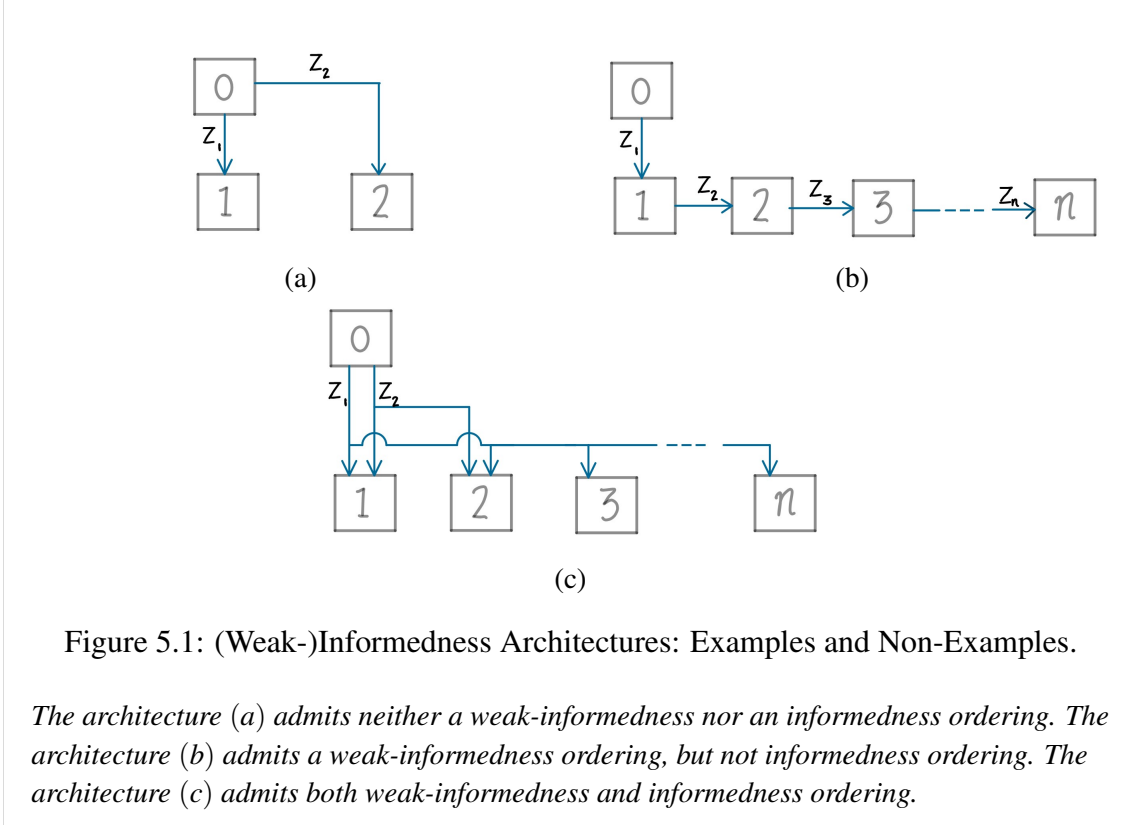 0
Z₂
Z₁
1
2
(a)
0
Z₁
1
Z₂
2
Z₃
3
Zₙ
n
(b)
0
Z₁
Z₂
1
2
3
n
(c)
Figure 5.1: (Weak-)Informedness Architectures: Examples and Non-Examples.
The architecture (a) admits neither a weak-informedness nor an informedness ordering. The
architecture (b) admits a weak-informedness ordering, but not informedness ordering. The
architecture (c) admits both weak-informedness and informedness ordering.